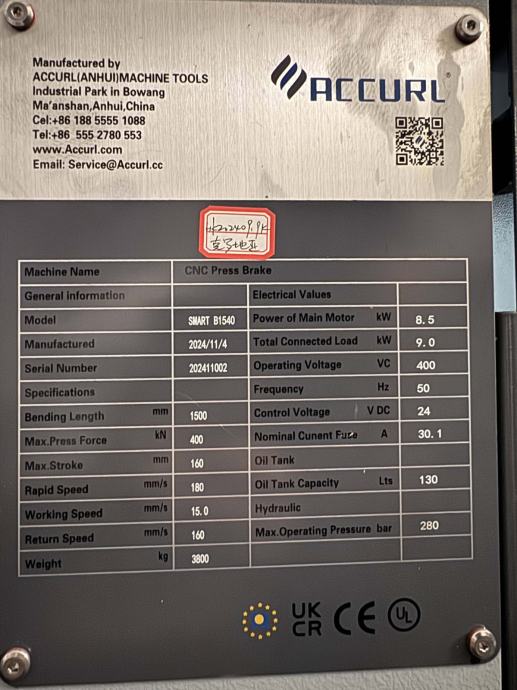 Manufactured by
ACCURL(ANHUI)MACHINE TOOLS
Industrial Park in Bowang
Ma'anshan,Anhui,China
Cel:+86 188 5555 1088
Tel:+86 555 2780 553
www.Accurl.com
Email: Service@Accurl.cc
ACCURL®
Machine Name CNC Press Brake
General information Electrical Values
Model SMART B1540 Power of Main Motor kW 8.5
Manufactured 2024/11/4 Total Connected Load kW 9.0
Serial Number 202411002 Operating Voltage VC 400
Specifications Frequency Hz 50
Bending Length mm 1500 Control Voltage V DC 24
Max.Press Force kN 400 Nominal Cunent Fuse A 30.1
Max.Stroke mm 160 Oil Tank
Rapid Speed mm/s 180 Oil Tank Capacity Lts 130
Working Speed mm/s 15.0 Hydraulic
Return Speed mm/s 160 Max.Operating Pressure bar 280
Weight kg 3800
UK
CA CE UL